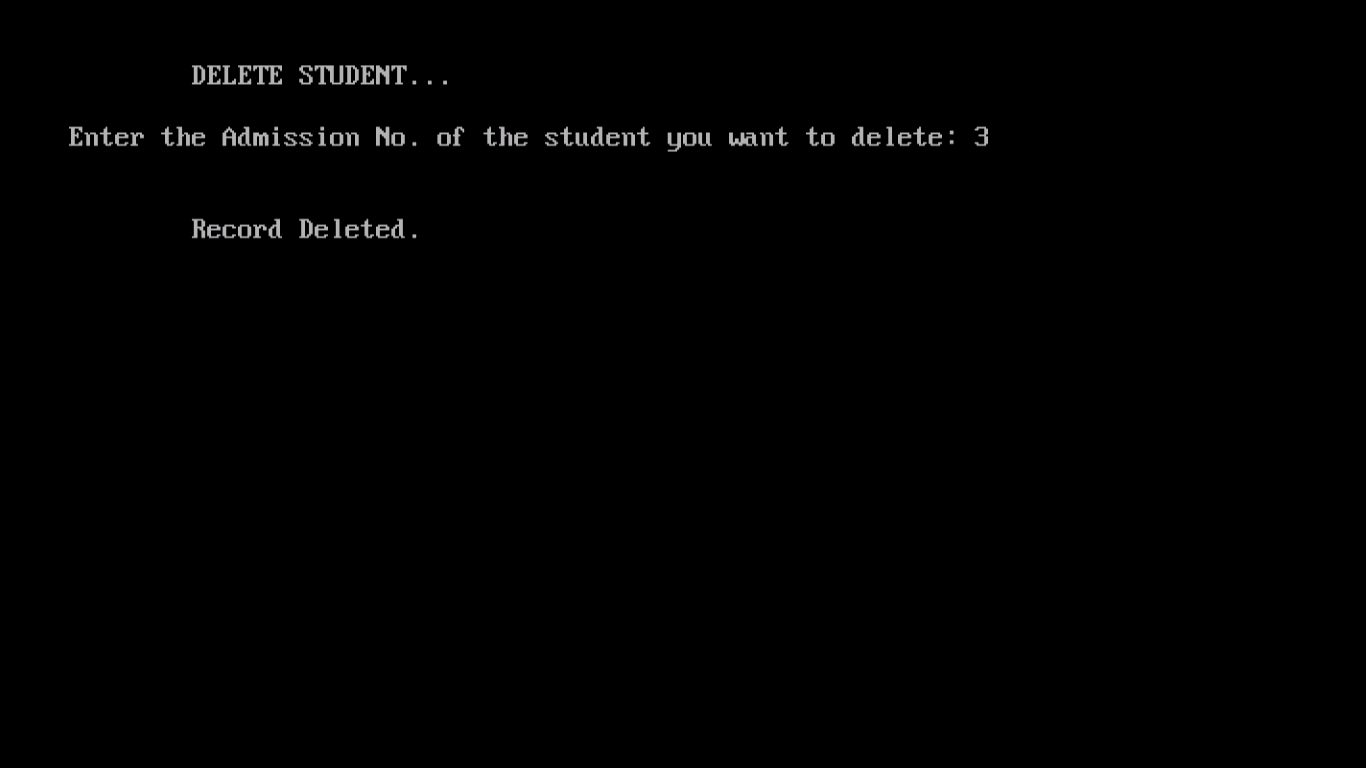 DELETE STUDENT...
Enter the Admission No. of the student you want to delete: 3
Record Deleted.